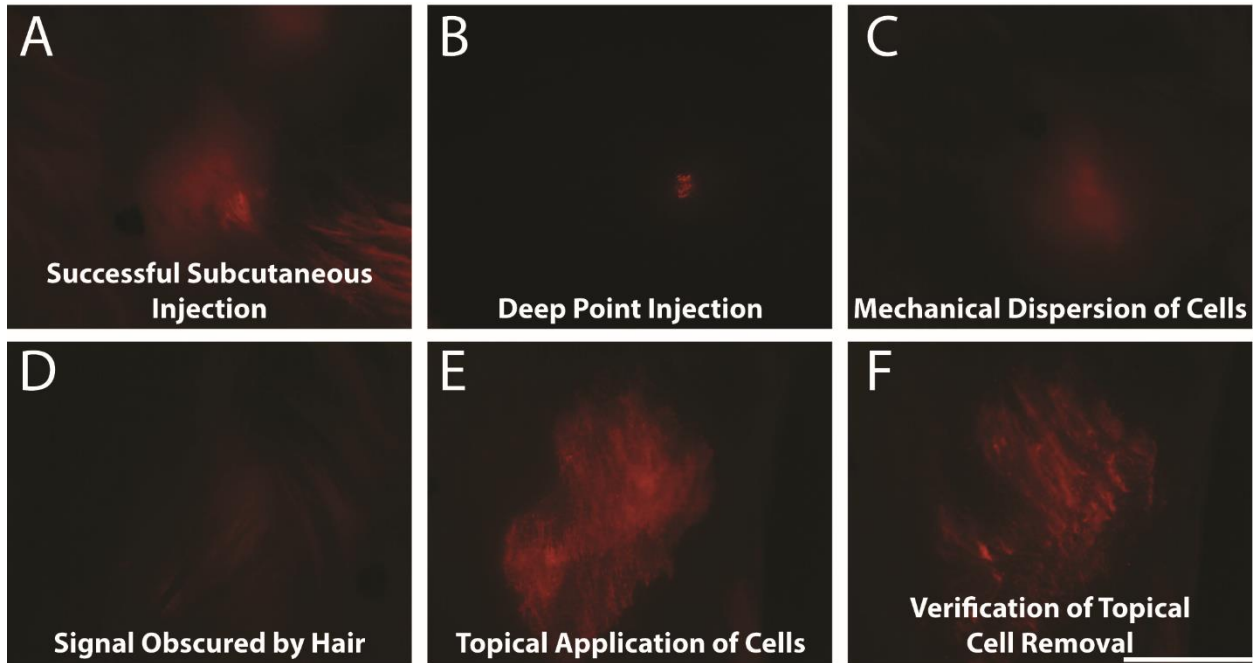 A
Successful Subcutaneous
Injection
B
Deep Point Injection
C
Mechanical Dispersion of Cells
D
Signal Obscured by Hair
E
Topical Application of Cells
F
Verification of Topical
Cell Removal